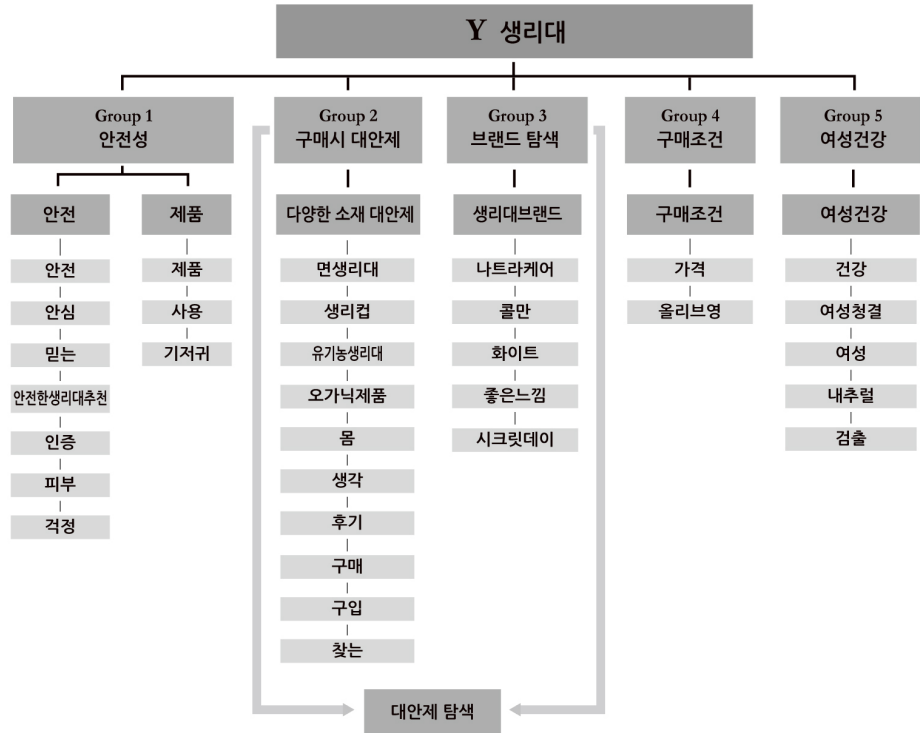 Y 생리대
Group 1
안전성
Group 2
구매시 대안제
Group 3
브랜드 탐색
Group 4
구매조건
Group 5
여성건강
안전
제품
다양한 소재 대안제
생리대브랜드
구매조건
여성건강
안전
안심
믿는
안전한생리대추천
인증
피부
걱정
제품
사용
기저귀
면생리대
생리컵
유기농생리대
오가닉제품
몸
생각
후기
구매
구입
찾는
나트라케어
콜만
화이트
좋은느낌
시크릿데이
가격
올리브영
건강
여성청결
여성
내추럴
검출
대안제 탐색